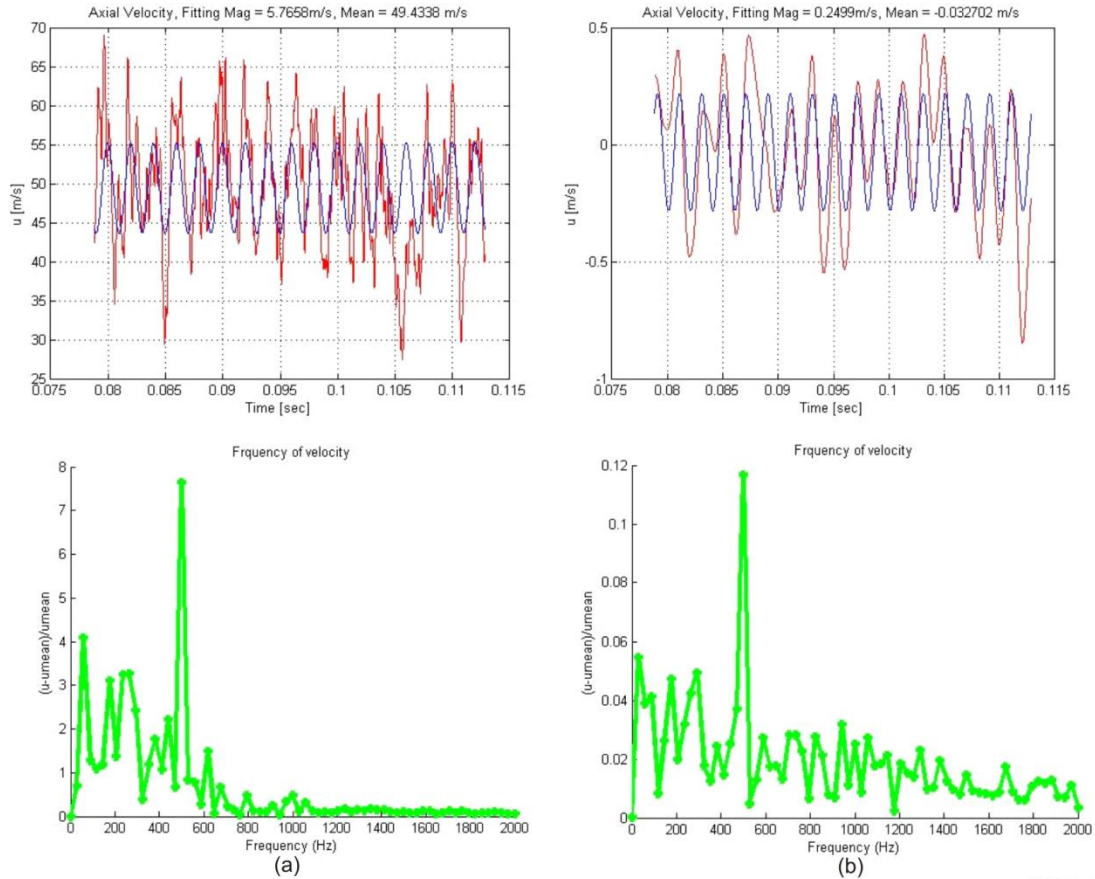 Axial Velocity, Fitting Mag = 5.7658m/s, Mean = 49.4338 m/s
70
65
60
55
50
45
40
35
30
25
u [m/s]
0.075 0.08 0.085 0.09 0.095 0.1 0.105 0.11 0.115
Time [sec]
Axial Velocity, Fitting Mag = 0.2499m/s, Mean = -0.032702 m/s
0.5
0
-0.5
-1
u [m/s]
0.075 0.08 0.085 0.09 0.095 0.1 0.105 0.11 0.115
Time [sec]
Frquency of velocity
8
7
6
5
4
3
2
1
0
(u-umean)/umean
0 200 400 600 800 1000 1200 1400 1600 1800 2000
Frequency (Hz)
(a)
Frquency of velocity
0.12
0.1
0.08
0.06
0.04
0.02
0
(u-umean)/umean
0 200 400 600 800 1000 1200 1400 1600 1800 2000
Frequency (Hz)
(b)